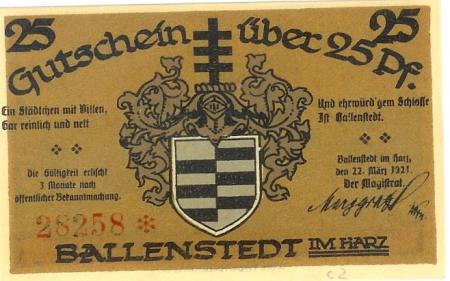 25
25
Gutschein über 25 Pf.
Ein Städtchen mit Villen,
Gar reinlich und nett
Und ehrwürd'gem Schlosse
Ist Ballenstedt.
Die Gültigkeit erlischt
3 Monate nach
öffentlicher Bekanntmachung.
Ballenstedt im Harz,
den 22. März 1921.
Der Magistrat.
28258 *
BALLENSTEDT IM HARZ